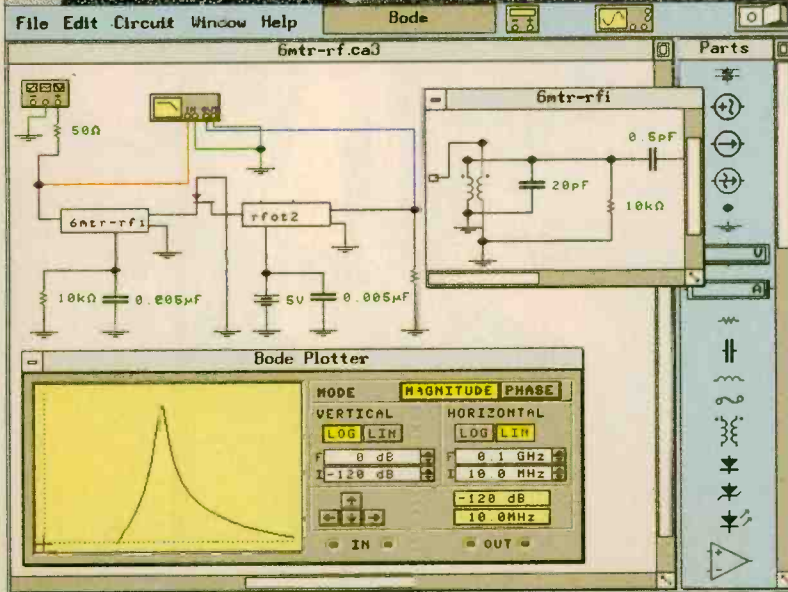 File Edit Circuit Window Help
Bode
6mtr-rf.ca3
Parts
6mtr-rfi
50Ω
IN OUT
0.5pF
20pF
10kΩ
6mtr-rfi
rfot2
10kΩ
0.005µF
5V
0.005µF
V
A
Bode Plotter
MODE MAGNITUDE PHASE
VERTICAL HORIZONTAL
LOG LIN LOG LIN
F 0 dB F 0.1 GHz
I -120 dB I 10.0 MHz
-120 dB
10.0MHz
IN OUT